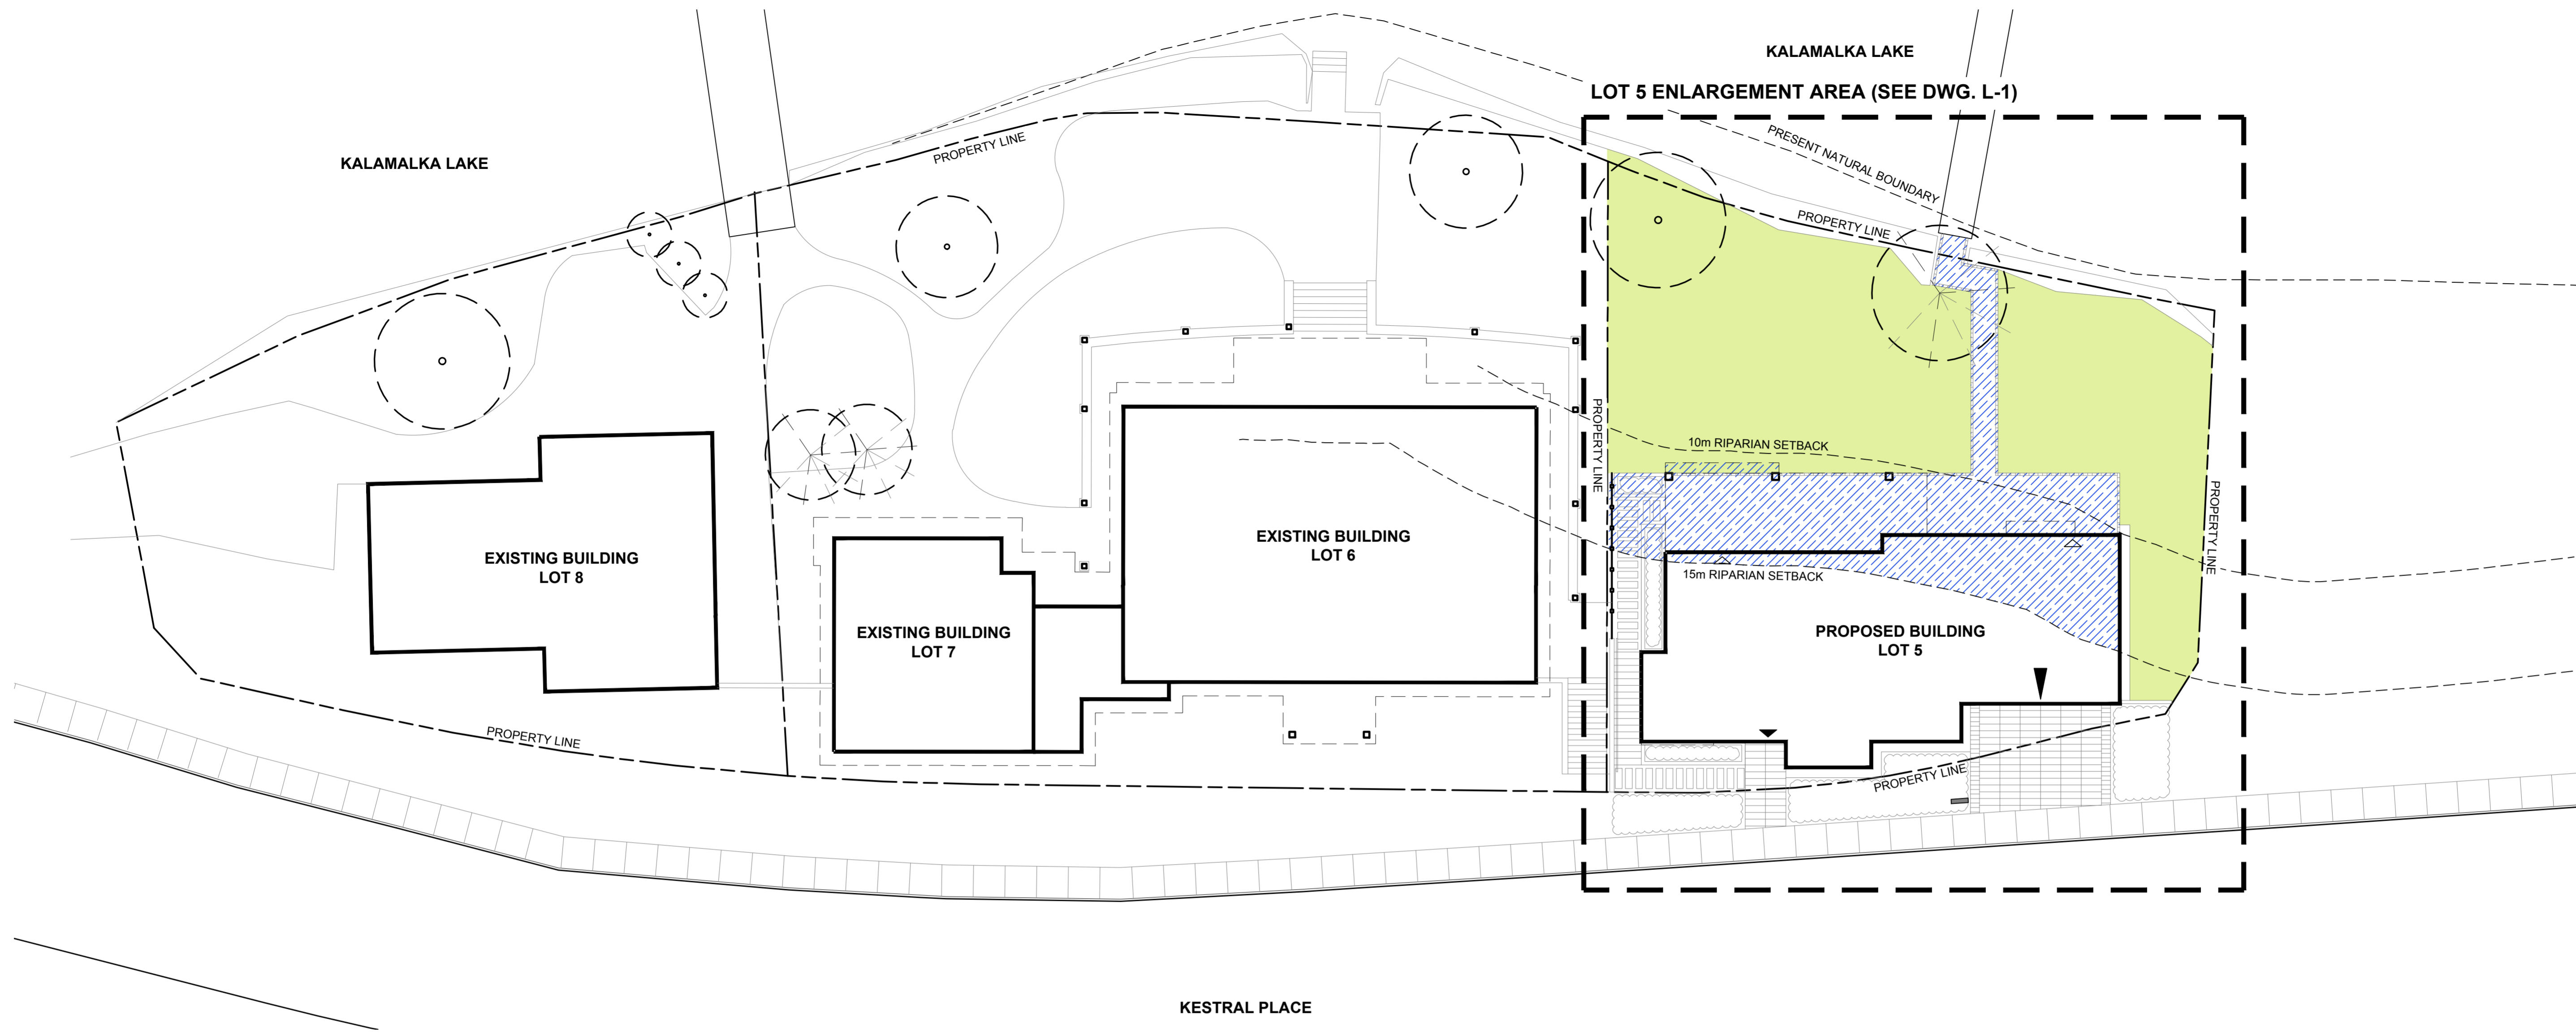 KALAMALKA LAKE
LOT 5 ENLARGEMENT AREA (SEE DWG. L-1)
PRESENT NATURAL BOUNDARY
PROPERTY LINE
KALAMALKA LAKE
PROPERTY LINE
PROPERTY LINE
10m RIPARIAN SETBACK
PROPERTY LINE
EXISTING BUILDING
LOT 8
EXISTING BUILDING
LOT 6
15m RIPARIAN SETBACK
EXISTING BUILDING
LOT 7
PROPOSED BUILDING
LOT 5
PROPERTY LINE
PROPERTY LINE
KESTRAL PLACE